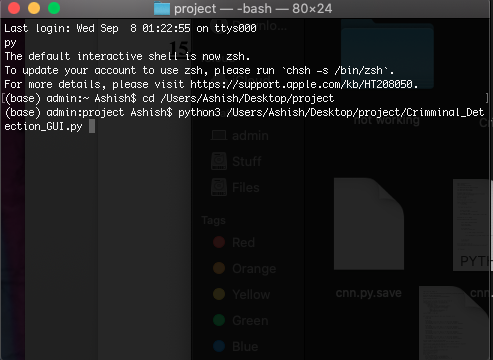 project — -bash — 80×24
Last login: Wed Sep  8 01:22:55 on ttys000
py
The default interactive shell is now zsh.
To update your account to use zsh, please run `chsh -s /bin/zsh`.
For more details, please visit https://support.apple.com/kb/HT208050.
[(base) admin:~ Ashish$ cd /Users/Ashish/Desktop/project]
(base) admin:project Ashish$ python3 /Users/Ashish/Desktop/project/Crimminal_Det
ection_GUI.py
15
not working
admin
Stuff
Files
Tags
Red
Orange
Yellow
Green
Blue
PYTH
cnn.py.save